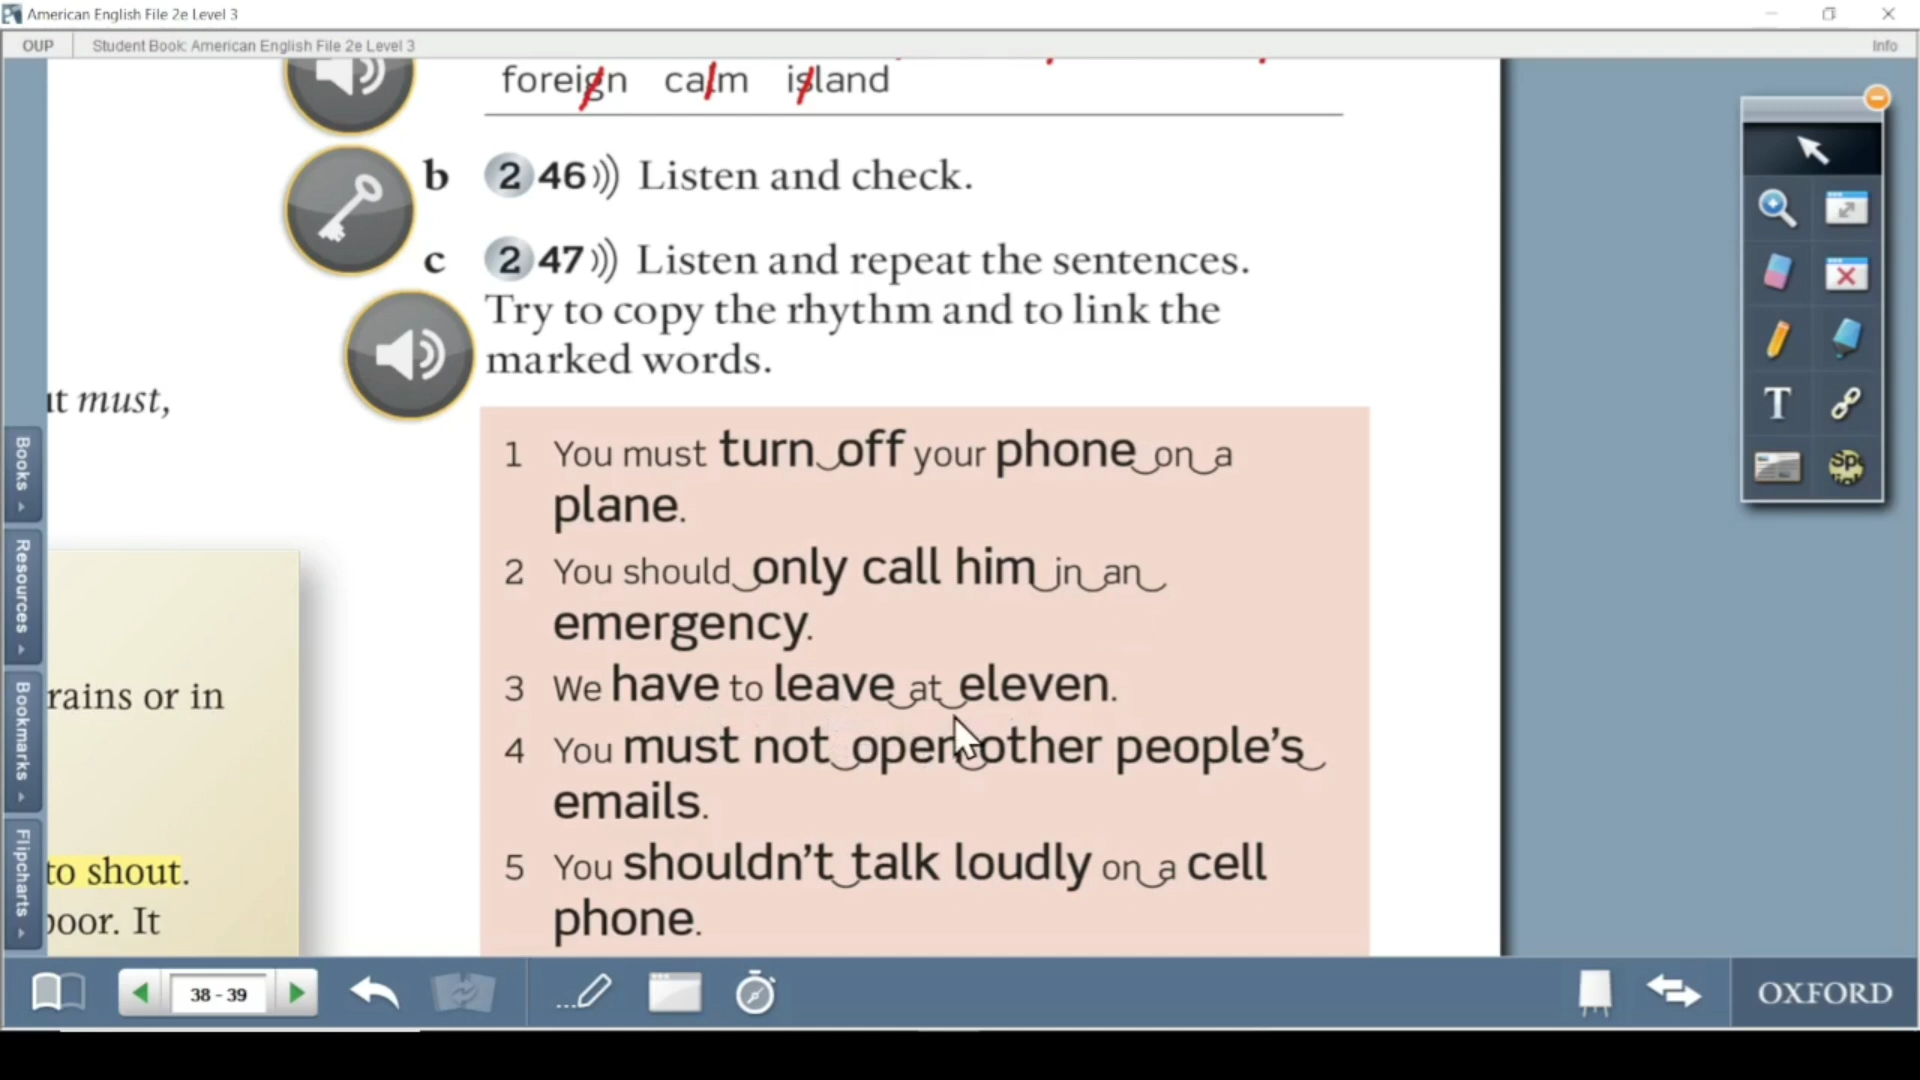 American English File 2e Level 3
OUP Student Book: American English File 2e Level 3 Info
foreign calm island
b 2 46 Listen and check.
c 2 47 Listen and repeat the sentences.
Try to copy the rhythm and to link the
marked words.
must,
1 You must turn off your phone on a
plane.
2 You should only call him in an
emergency.
3 We have to leave at eleven.
4 You must not open other people's
emails.
5 You shouldn't talk loudly on a cell
phone.
rains or in
to shout.
oor. It
Books
Resources
Bookmarks
Flipcharts
T
38 - 39
OXFORD